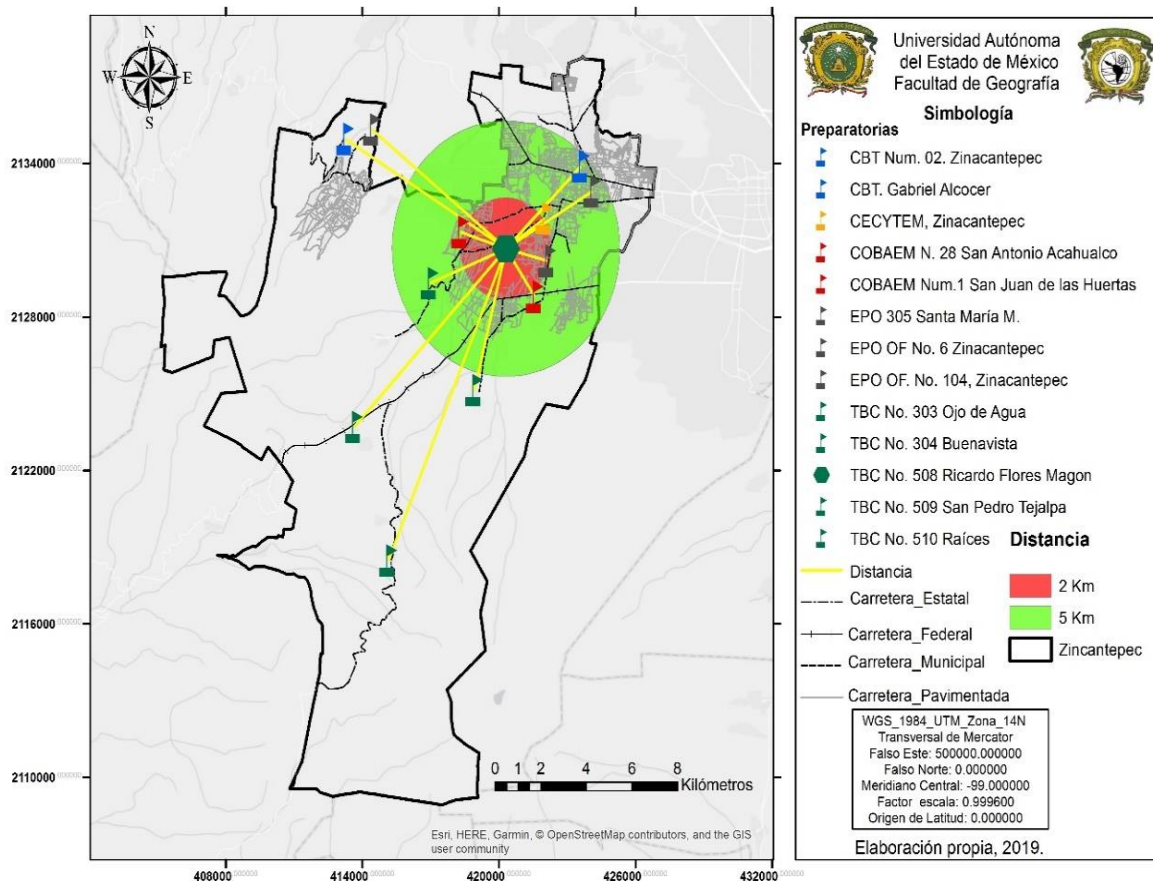 N
W
E
S
2134000
2128000
2122000
2116000
2110000
408000
414000
420000
426000
432000
0 1 2 4 6 8
Kilómetros
Esri, HERE, Garmin, © OpenStreetMap contributors, and the GIS
user community
Universidad Autónoma
del Estado de México
Facultad de Geografía
Simbología
Preparatorias
CBT Num. 02. Zinacantepec
CBT. Gabriel Alcocer
CECYTEM, Zinacantepec
COBAEM N. 28 San Antonio Acahualco
COBAEM Num.1 San Juan de las Huertas
EPO 305 Santa María M.
EPO OF No. 6 Zinacantepec
EPO OF. No. 104, Zinacantepec
TBC No. 303 Ojo de Agua
TBC No. 304 Buenavista
TBC No. 508 Ricardo Flores Magon
TBC No. 509 San Pedro Tejalpa
TBC No. 510 Raíces
Distancia
Carretera_Estatal
Carretera_Federal
Carretera_Municipal
Carretera_Pavimentada
Distancia
2 Km
5 Km
Zincantepec
WGS_1984_UTM_Zona_14N
Transversal de Mercator
Falso Este: 500000.000000
Falso Norte: 0.000000
Meridiano Central: -99.000000
Factor escala: 0.999600
Origen de Latitud: 0.000000
Elaboración propia, 2019.